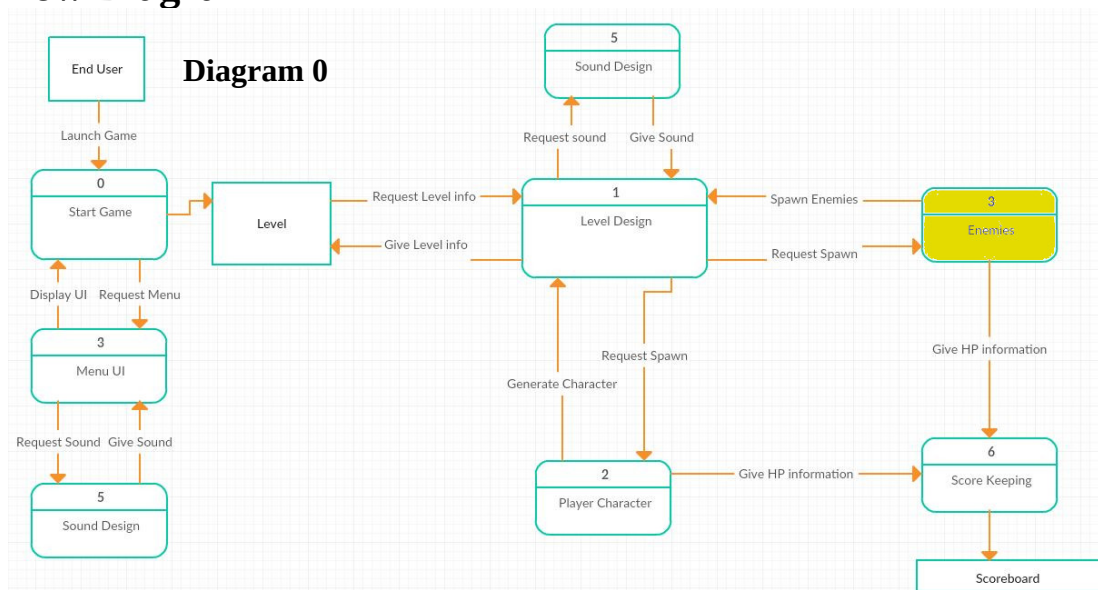 End User
Diagram 0
5
Sound Design
Launch Game
Request sound
Give Sound
0
Start Game
Level
Request Level info
Give Level info
1
Level Design
Spawn Enemies
Request Spawn
3
Enemies
Display UI
Request Menu
3
Menu UI
Request Spawn
Generate Character
Give HP information
Request Sound
Give Sound
5
Sound Design
2
Player Character
Give HP information
6
Score Keeping
Scoreboard